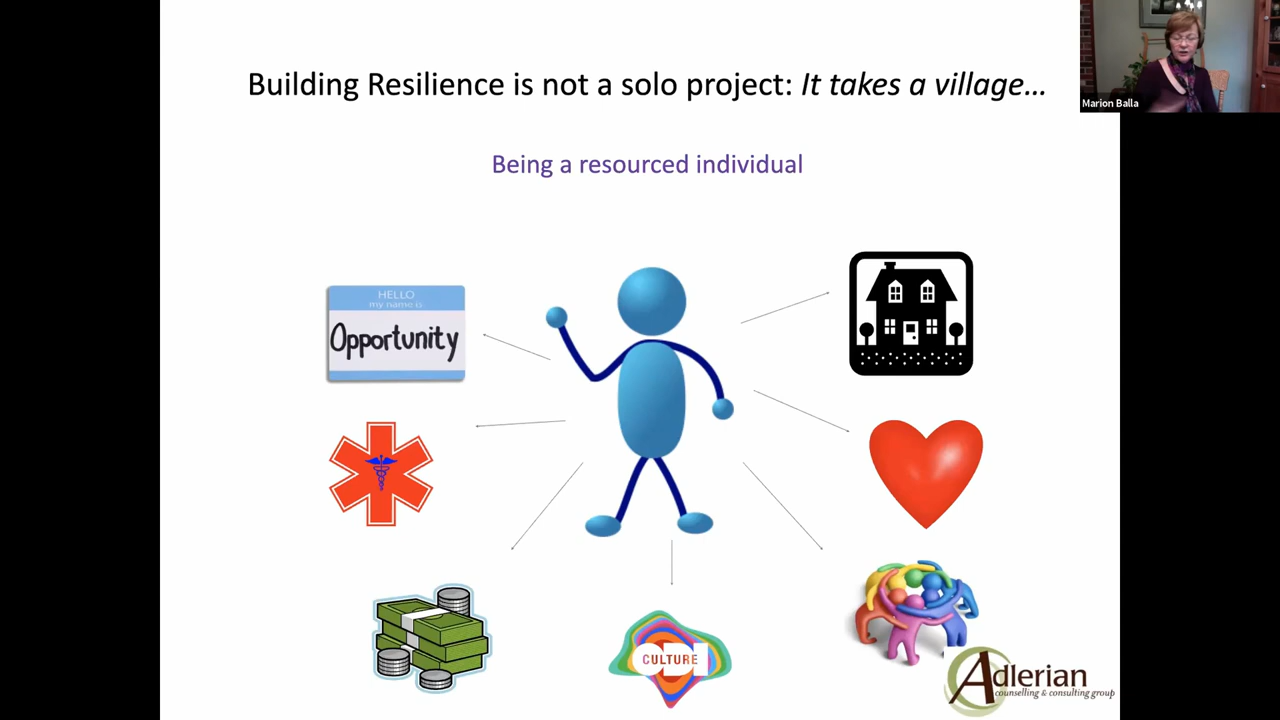 Building Resilience is not a solo project: It takes a village...
Marion Balla
Being a resourced individual
HELLO
my name is
Opportunity
CULTURE
Adlerian
counselling & consulting group